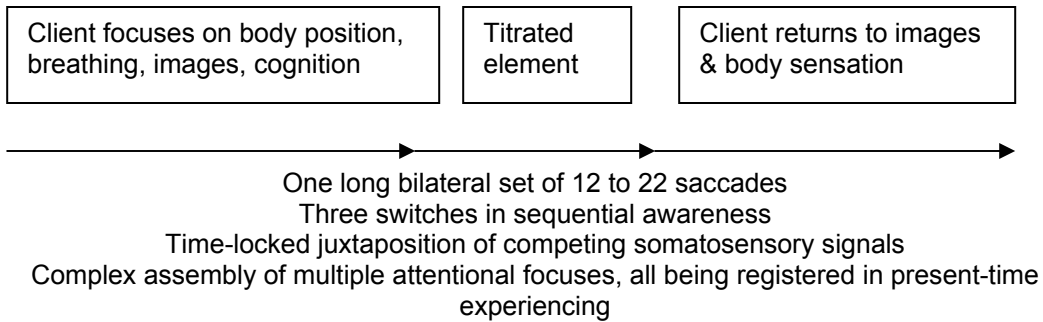 Client focuses on body position,
breathing, images, cognition
Titrated
element
Client returns to images
& body sensation
One long bilateral set of 12 to 22 saccades
Three switches in sequential awareness
Time-locked juxtaposition of competing somatosensory signals
Complex assembly of multiple attentional focuses, all being registered in present-time
experiencing